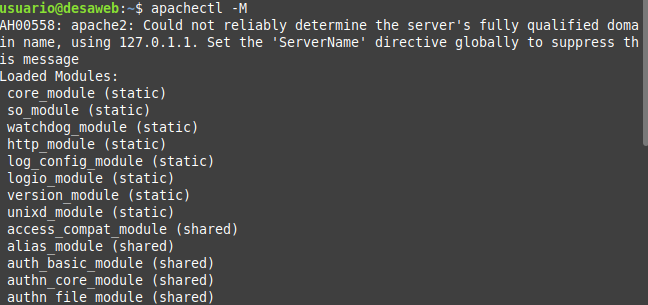 usuario@desaweb:~$ apachectl -M
AH00558: apache2: Could not reliably determine the server's fully qualified doma
in name, using 127.0.1.1. Set the 'ServerName' directive globally to suppress th
is message
Loaded Modules:
 core_module (static)
 so_module (static)
 watchdog_module (static)
 http_module (static)
 log_config_module (static)
 logio_module (static)
 version_module (static)
 unixd_module (static)
 access_compat_module (shared)
 alias_module (shared)
 auth_basic_module (shared)
 authn_core_module (shared)
 authn_file_module (shared)